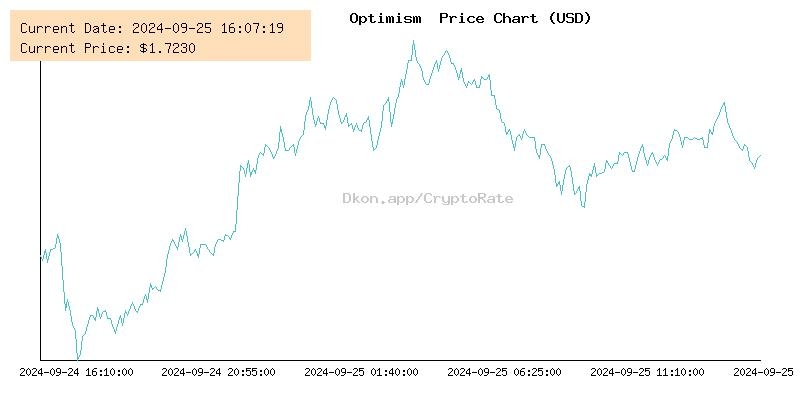 Optimism  Price Chart (USD)
Current Date: 2024-09-25 16:07:19
Current Price: $1.7230
Dkon.app/CryptoRate
2024-09-24 16:10:00 2024-09-24 20:55:00 2024-09-25 01:40:00 2024-09-25 06:25:00 2024-09-25 11:10:00 2024-09-25